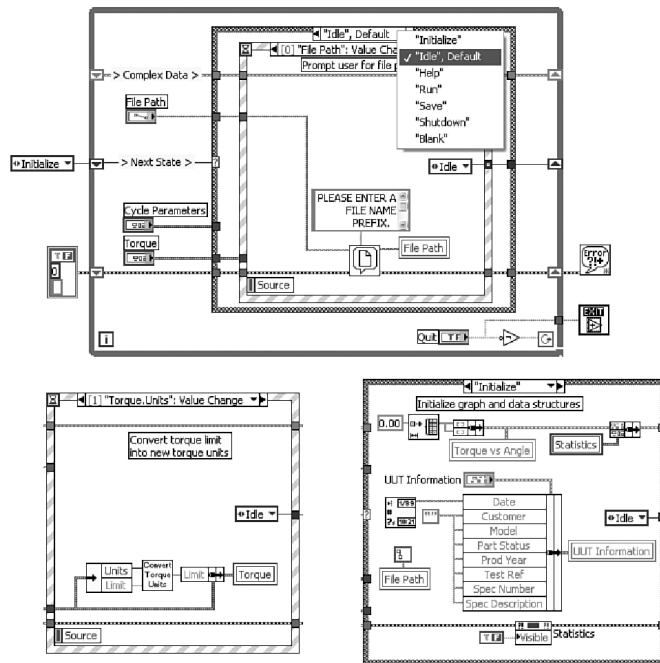 "Idle", Default
"Initialize"
✓ "Idle", Default
"Help"
"Run"
"Save"
"Shutdown"
"Blank"
[0] "File Path": Value Cha
Prompt user for file p
> Complex Data >
File Path
Initialize
> Next State >
?
Idle
Cycle Parameters
Torque
PLEASE ENTER A
FILE NAME
PREFIX.
File Path
T F
0
Error
?!+
Source
EXIT
i
Quit
TF
[1] "Torque.Units": Value Change
Convert torque limit
into new torque units
Idle
Units
Limit
Convert
Torque
Units
Limit
Torque
Source
"Initialize"
Initialize graph and data structures
0.00
Torque vs Angle
Statistics
UUT Information
Date
Customer
Model
Part Status
Prod Year
Test Ref
Spec Number
Spec Description
?
Idle
UUT Information
File Path
T F
Visible
Statistics